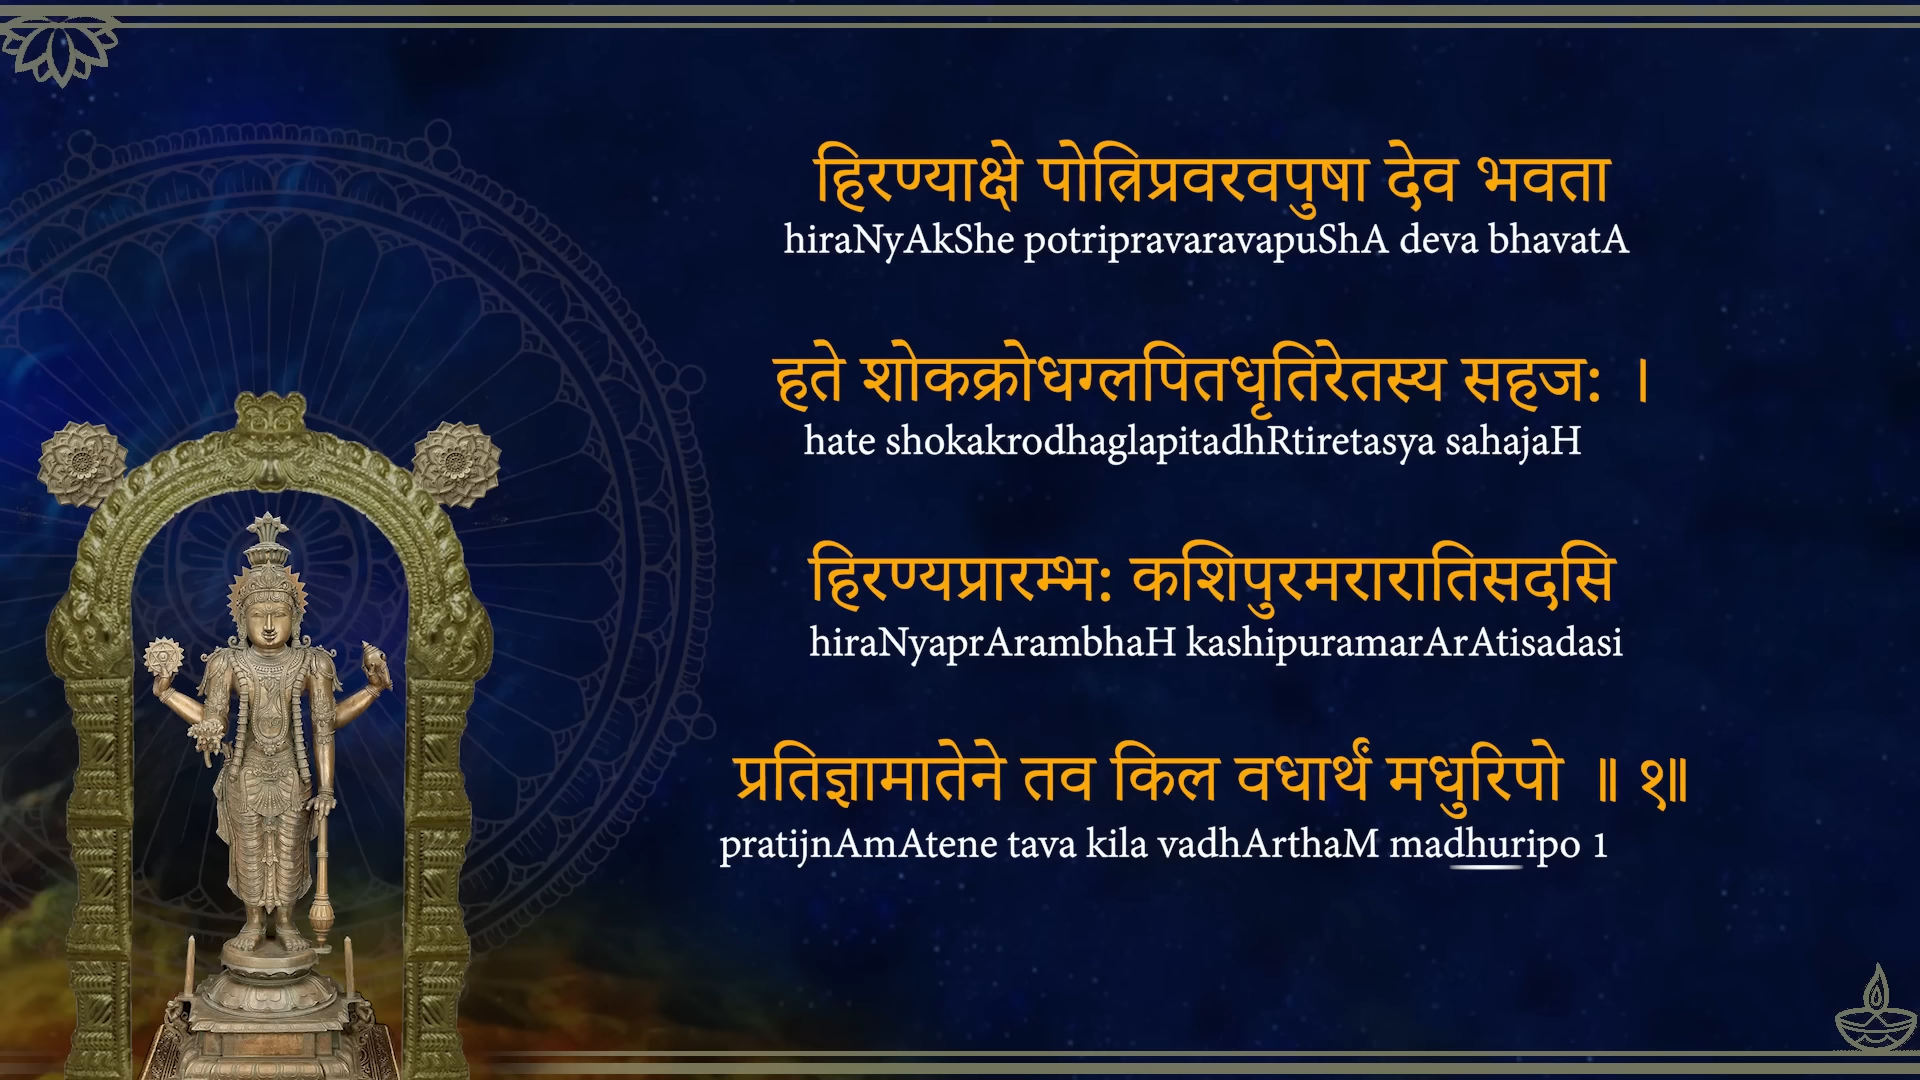 हिरण्याक्षे पोत्रिप्रवरवपुषा देव भवता
hiraNyAkShe potripravaravapuShA deva bhavatA
हते शोकक्रोधग्लपितधृतिरेतस्य सहज: ।
hate shokakrodhaglapitadhRtiretasya sahajaH
हिरण्यप्रारम्भ: कशिपुरमरारातिसदसि
hiraNyaprArambhaH kashipuramarArAtisadasi
प्रतिज्ञामातेने तव किल वधार्थं मधुरिपो ॥ १॥
pratijnAmAtene tava kila vadhArthaM madhuripo 1